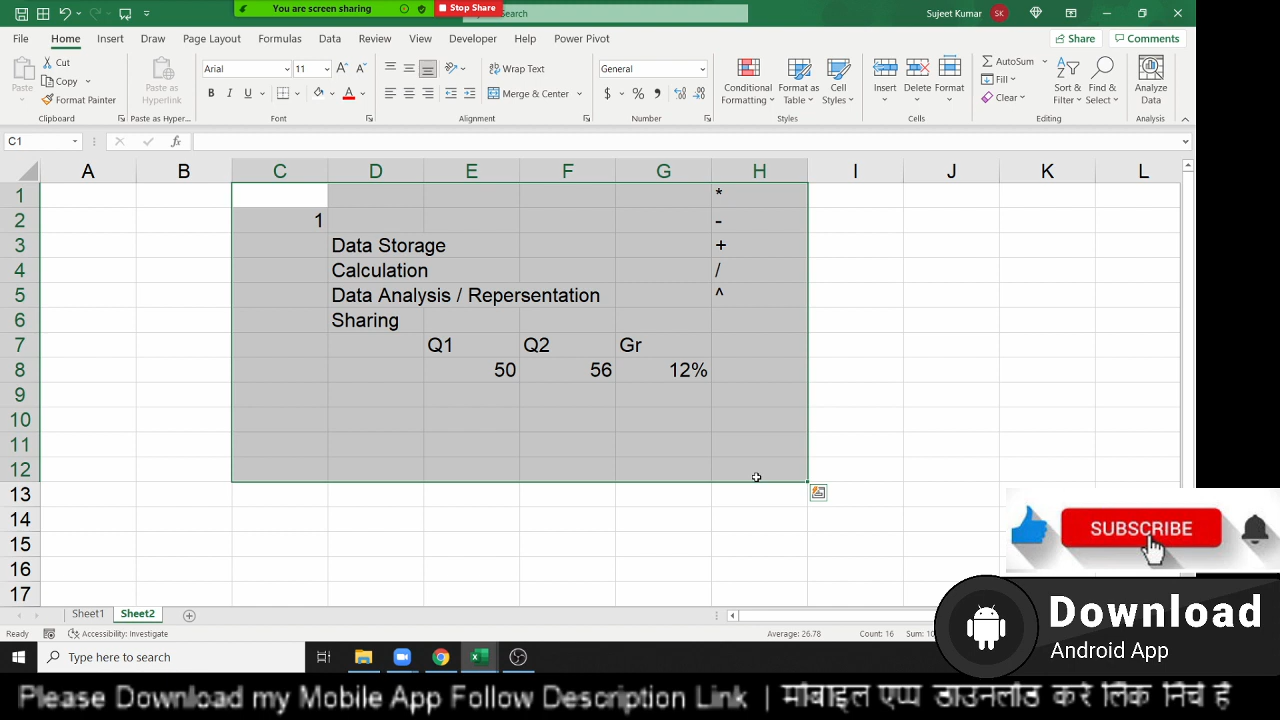 You are screen sharing
Stop Share
Search
Sujeet Kumar
SK
File Home Insert Draw Page Layout Formulas Data Review View Developer Help Power Pivot
Share
Comments
Paste
Cut
Copy
Format Painter
Clipboard
Paste as Hyperlink
Paste as Hyper...
Arial 11
B I U
Font
Wrap Text
Merge & Center
Alignment
General
$ %
Number
Conditional Formatting
Format as Table
Cell Styles
Styles
Insert
Delete
Format
Cells
AutoSum
Fill
Clear
Sort & Filter
Find & Select
Editing
Analyze Data
Analysis
C1
fx
A B C D E F G H I J K L
1 *
2 1 -
3 Data Storage +
4 Calculation /
5 Data Analysis / Repersentation ^
6 Sharing
7 Q1 Q2 Gr
8 50 56 12%
9
10
11
12
13
14
15
16
17
SUBSCRIBE
Sheet1 Sheet2
Ready
Accessibility: Investigate
Average: 26.78 Count: 16 Sum: 10
Download
Android App
Type here to search
Please Download my Mobile App Follow Description Link | मोबाइल एप्प डाउनलोड करे लिंक निचे है